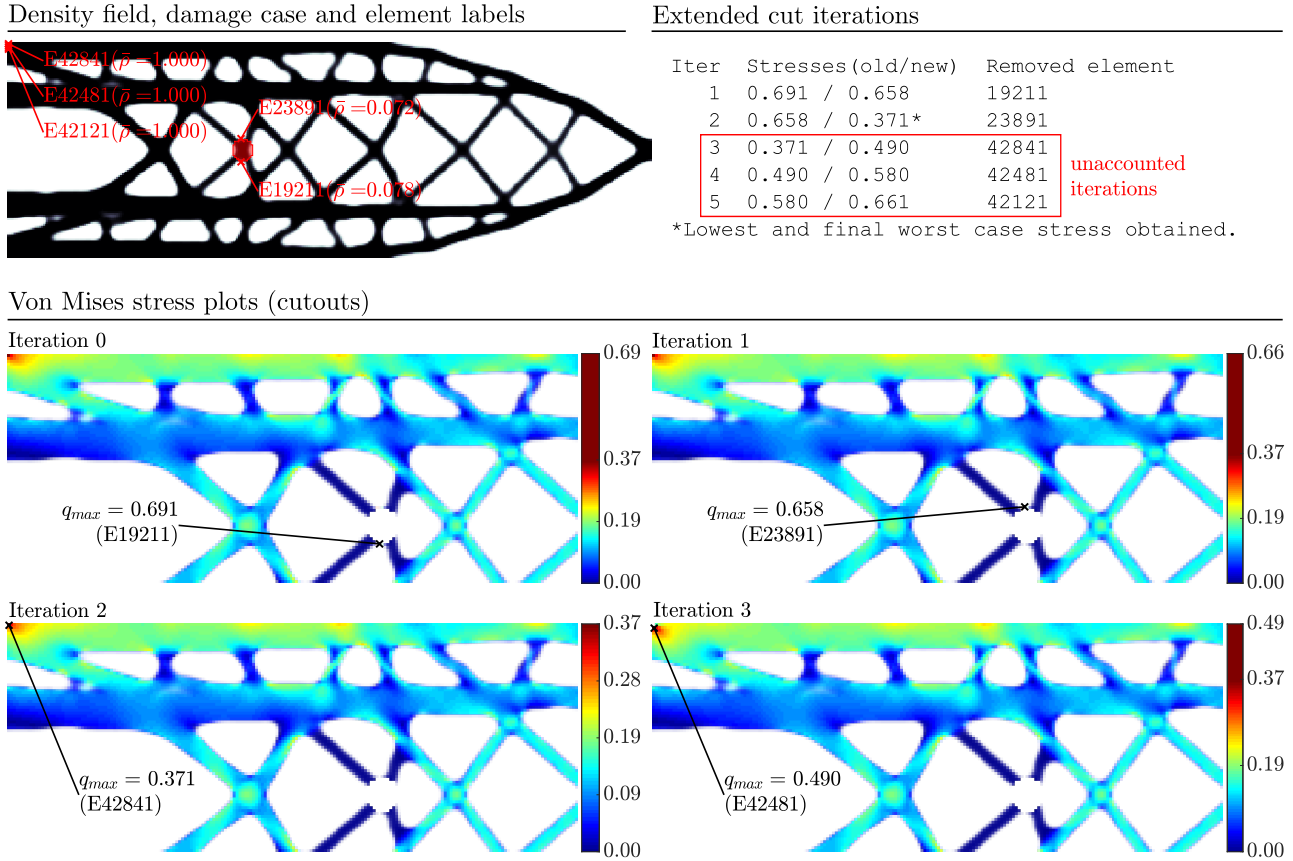 Density field, damage case and element labels
E42841(ρ̄ =1.000)
E42481(ρ̄ =1.000)
E42121(ρ̄ =1.000)
E23891(ρ̄ =0.072)
E19211(ρ̄ =0.078)
Extended cut iterations
Iter Stresses(old/new) Removed element
1 0.691 / 0.658 19211
2 0.658 / 0.371* 23891
3 0.371 / 0.490 42841
4 0.490 / 0.580 42481
5 0.580 / 0.661 42121
unaccounted
iterations
*Lowest and final worst case stress obtained.
Von Mises stress plots (cutouts)
Iteration 0
0.69
0.37
0.19
0.00
qmax = 0.691
(E19211)
Iteration 1
0.66
0.37
0.19
0.00
qmax = 0.658
(E23891)
Iteration 2
0.37
0.28
0.19
0.09
0.00
qmax = 0.371
(E42841)
Iteration 3
0.49
0.37
0.19
0.00
qmax = 0.490
(E42481)